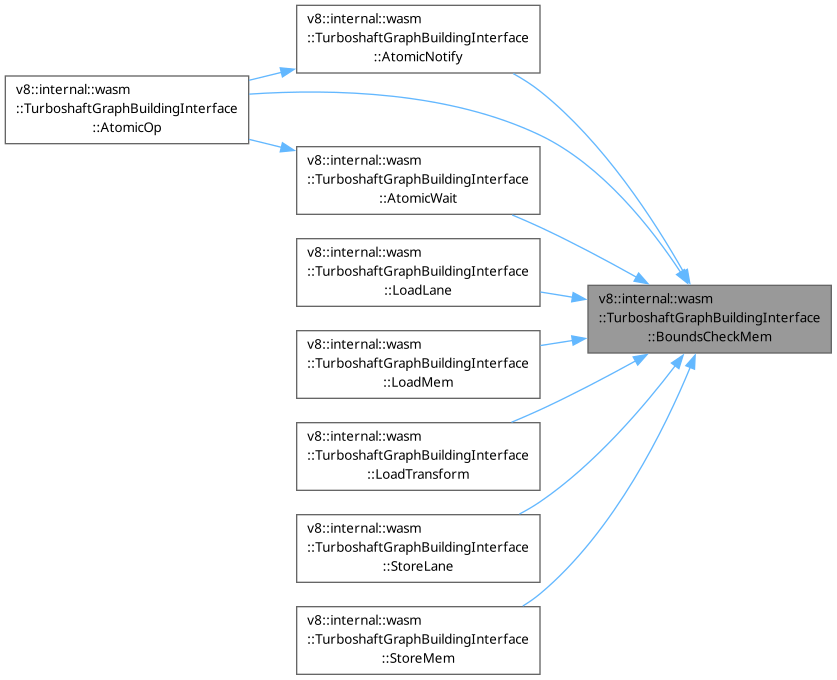 v8::internal::wasm
::TurboshaftGraphBuildingInterface
::AtomicNotify
v8::internal::wasm
::TurboshaftGraphBuildingInterface
::AtomicOp
v8::internal::wasm
::TurboshaftGraphBuildingInterface
::AtomicWait
v8::internal::wasm
::TurboshaftGraphBuildingInterface
::LoadLane
v8::internal::wasm
::TurboshaftGraphBuildingInterface
::BoundsCheckMem
v8::internal::wasm
::TurboshaftGraphBuildingInterface
::LoadMem
v8::internal::wasm
::TurboshaftGraphBuildingInterface
::LoadTransform
v8::internal::wasm
::TurboshaftGraphBuildingInterface
::StoreLane
v8::internal::wasm
::TurboshaftGraphBuildingInterface
::StoreMem